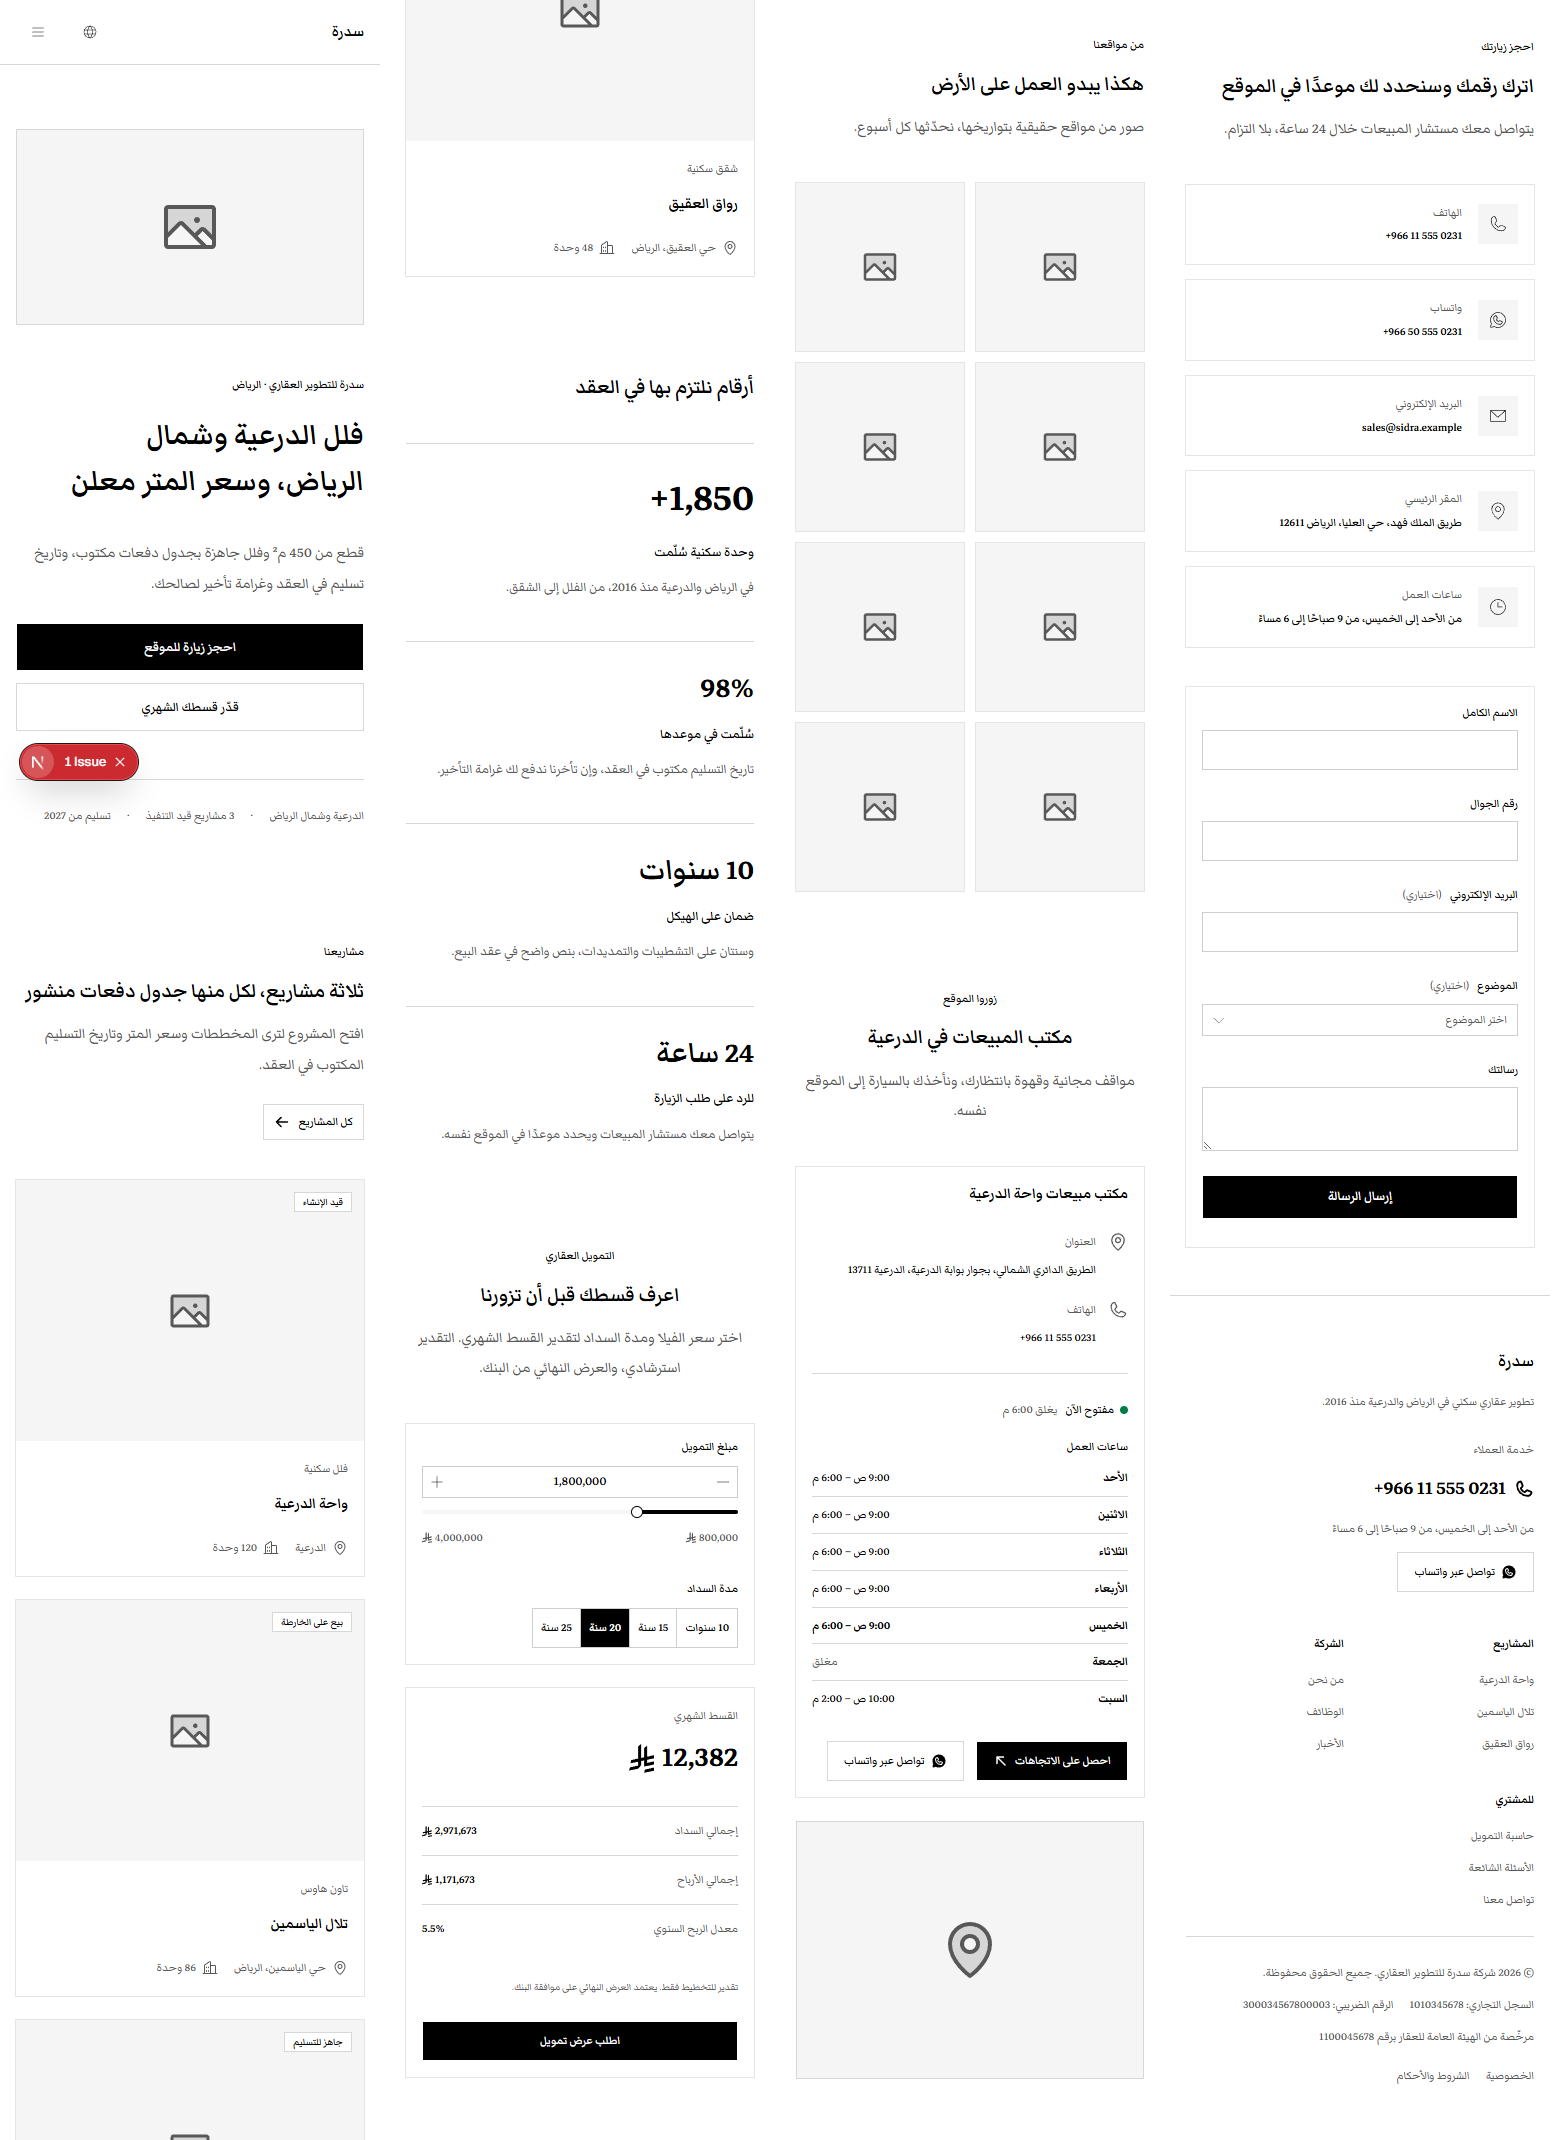 سدرة
سدرة للتطوير العقاري · الرياض
فلل الدرعية وشمال
الرياض، وسعر المتر معلن
قطع من 450 م² وفلل جاهزة بجدول دفعات مكتوب، وتاريخ
تسليم في العقد وغرامة تأخير لصالحك.
احجز زيارة للموقع
قدّر قسطك الشهري
1 Issue
الدرعية وشمال الرياض · 3 مشاريع قيد التنفيذ · تسليم من 2027
مشاريعنا
ثلاثة مشاريع، لكل منها جدول دفعات منشور
افتح المشروع لترى المخططات وسعر المتر وتاريخ التسليم
المكتوب في العقد.
كل المشاريع
قيد الإنشاء
فلل سكنية
واحة الدرعية
الدرعية 120 وحدة
بيع على الخارطة
تاون هاوس
تلال الياسمين
حي الياسمين، الرياض 86 وحدة
جاهز للتسليم
شقق سكنية
رواق العقيق
حي العقيق، الرياض 48 وحدة
أرقام نلتزم بها في العقد
+1,850
وحدة سكنية سُلّمت
في الرياض والدرعية منذ 2016، من الفلل إلى الشقق.
98%
سُلّمت في موعدها
تاريخ التسليم مكتوب في العقد، وإن تأخرنا ندفع لك غرامة التأخير.
10 سنوات
ضمان على الهيكل
وسنتان على التشطيبات والتمديدات، بنص واضح في عقد البيع.
24 ساعة
للرد على طلب الزيارة
يتواصل معك مستشار المبيعات ويحدد موعدًا في الموقع نفسه.
التمويل العقاري
اعرف قسطك قبل أن تزورنا
اختر سعر الفيلا ومدة السداد لتقدير القسط الشهري. التقدير
استرشادي، والعرض النهائي من البنك.
مبلغ التمويل
1,800,000
800,000 4,000,000
مدة السداد
10 سنوات 15 سنة 20 سنة 25 سنة
القسط الشهري
12,382
إجمالي السداد 2,971,673
إجمالي الأرباح 1,171,673
معدل الربح السنوي 5.5%
تقدير للتخطيط فقط. يعتمد العرض النهائي على موافقة البنك.
اطلب عرض تمويل
من مواقعنا
هكذا يبدو العمل على الأرض
صور من مواقع حقيقية بتواريخها، نحدّثها كل أسبوع.
زوروا الموقع
مكتب المبيعات في الدرعية
مواقف مجانية وقهوة بانتظارك، ونأخذك بالسيارة إلى الموقع
نفسه.
مكتب مبيعات واحة الدرعية
العنوان
الطريق الدائري الشمالي، بجوار بوابة الدرعية، الدرعية 13711
الهاتف
+966 11 555 0231
مفتوح الآن يغلق 6:00 م
ساعات العمل
الأحد 9:00 ص – 6:00 م
الاثنين 9:00 ص – 6:00 م
الثلاثاء 9:00 ص – 6:00 م
الأربعاء 9:00 ص – 6:00 م
الخميس 9:00 ص – 6:00 م
الجمعة مغلق
السبت 10:00 ص – 2:00 م
احصل على الاتجاهات تواصل عبر واتساب
احجز زيارتك
اترك رقمك وسنحدد لك موعدًا في الموقع
يتواصل معك مستشار المبيعات خلال 24 ساعة، بلا التزام.
الهاتف
+966 11 555 0231
واتساب
+966 50 555 0231
البريد الإلكتروني
sales@sidra.example
المقر الرئيسي
طريق الملك فهد، حي العليا، الرياض 12611
ساعات العمل
من الأحد إلى الخميس، من 9 صباحًا إلى 6 مساءً
الاسم الكامل
رقم الجوال
البريد الإلكتروني (اختياري)
الموضوع (اختياري)
اختر الموضوع
رسالتك
إرسال الرسالة
سدرة
تطوير عقاري سكني في الرياض والدرعية منذ 2016.
خدمة العملاء
+966 11 555 0231
من الأحد إلى الخميس، من 9 صباحًا إلى 6 مساءً
تواصل عبر واتساب
المشاريع الشركة
واحة الدرعية من نحن
تلال الياسمين الوظائف
رواق العقيق الأخبار
للمشتري
حاسبة التمويل
الأسئلة الشائعة
تواصل معنا
© 2026 شركة سدرة للتطوير العقاري. جميع الحقوق محفوظة.
السجل التجاري: 1010345678 الرقم الضريبي: 300034567800003
مرخّصة من الهيئة العامة للعقار برقم 1100045678
الخصوصية الشروط والأحكام